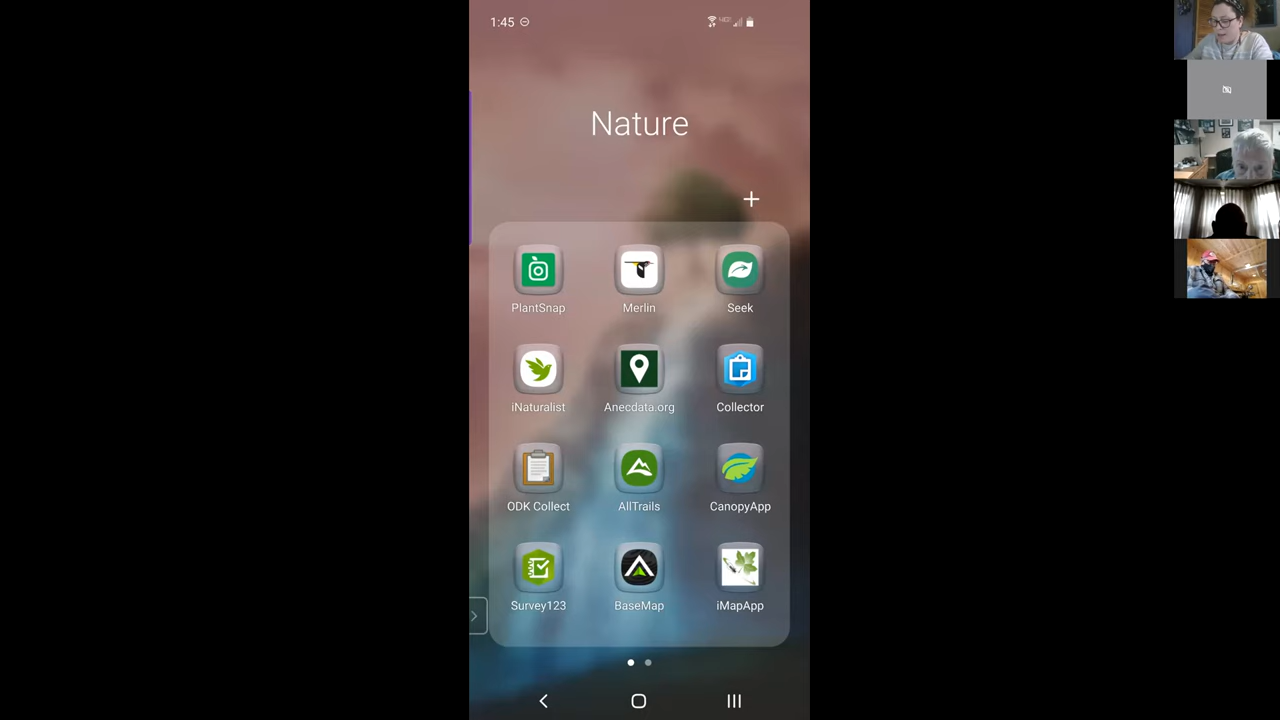 1:45
Nature
+
PlantSnap
Merlin
Seek
iNaturalist
Anecdata.org
Collector
ODK Collect
AllTrails
CanopyApp
Survey123
BaseMap
iMapApp